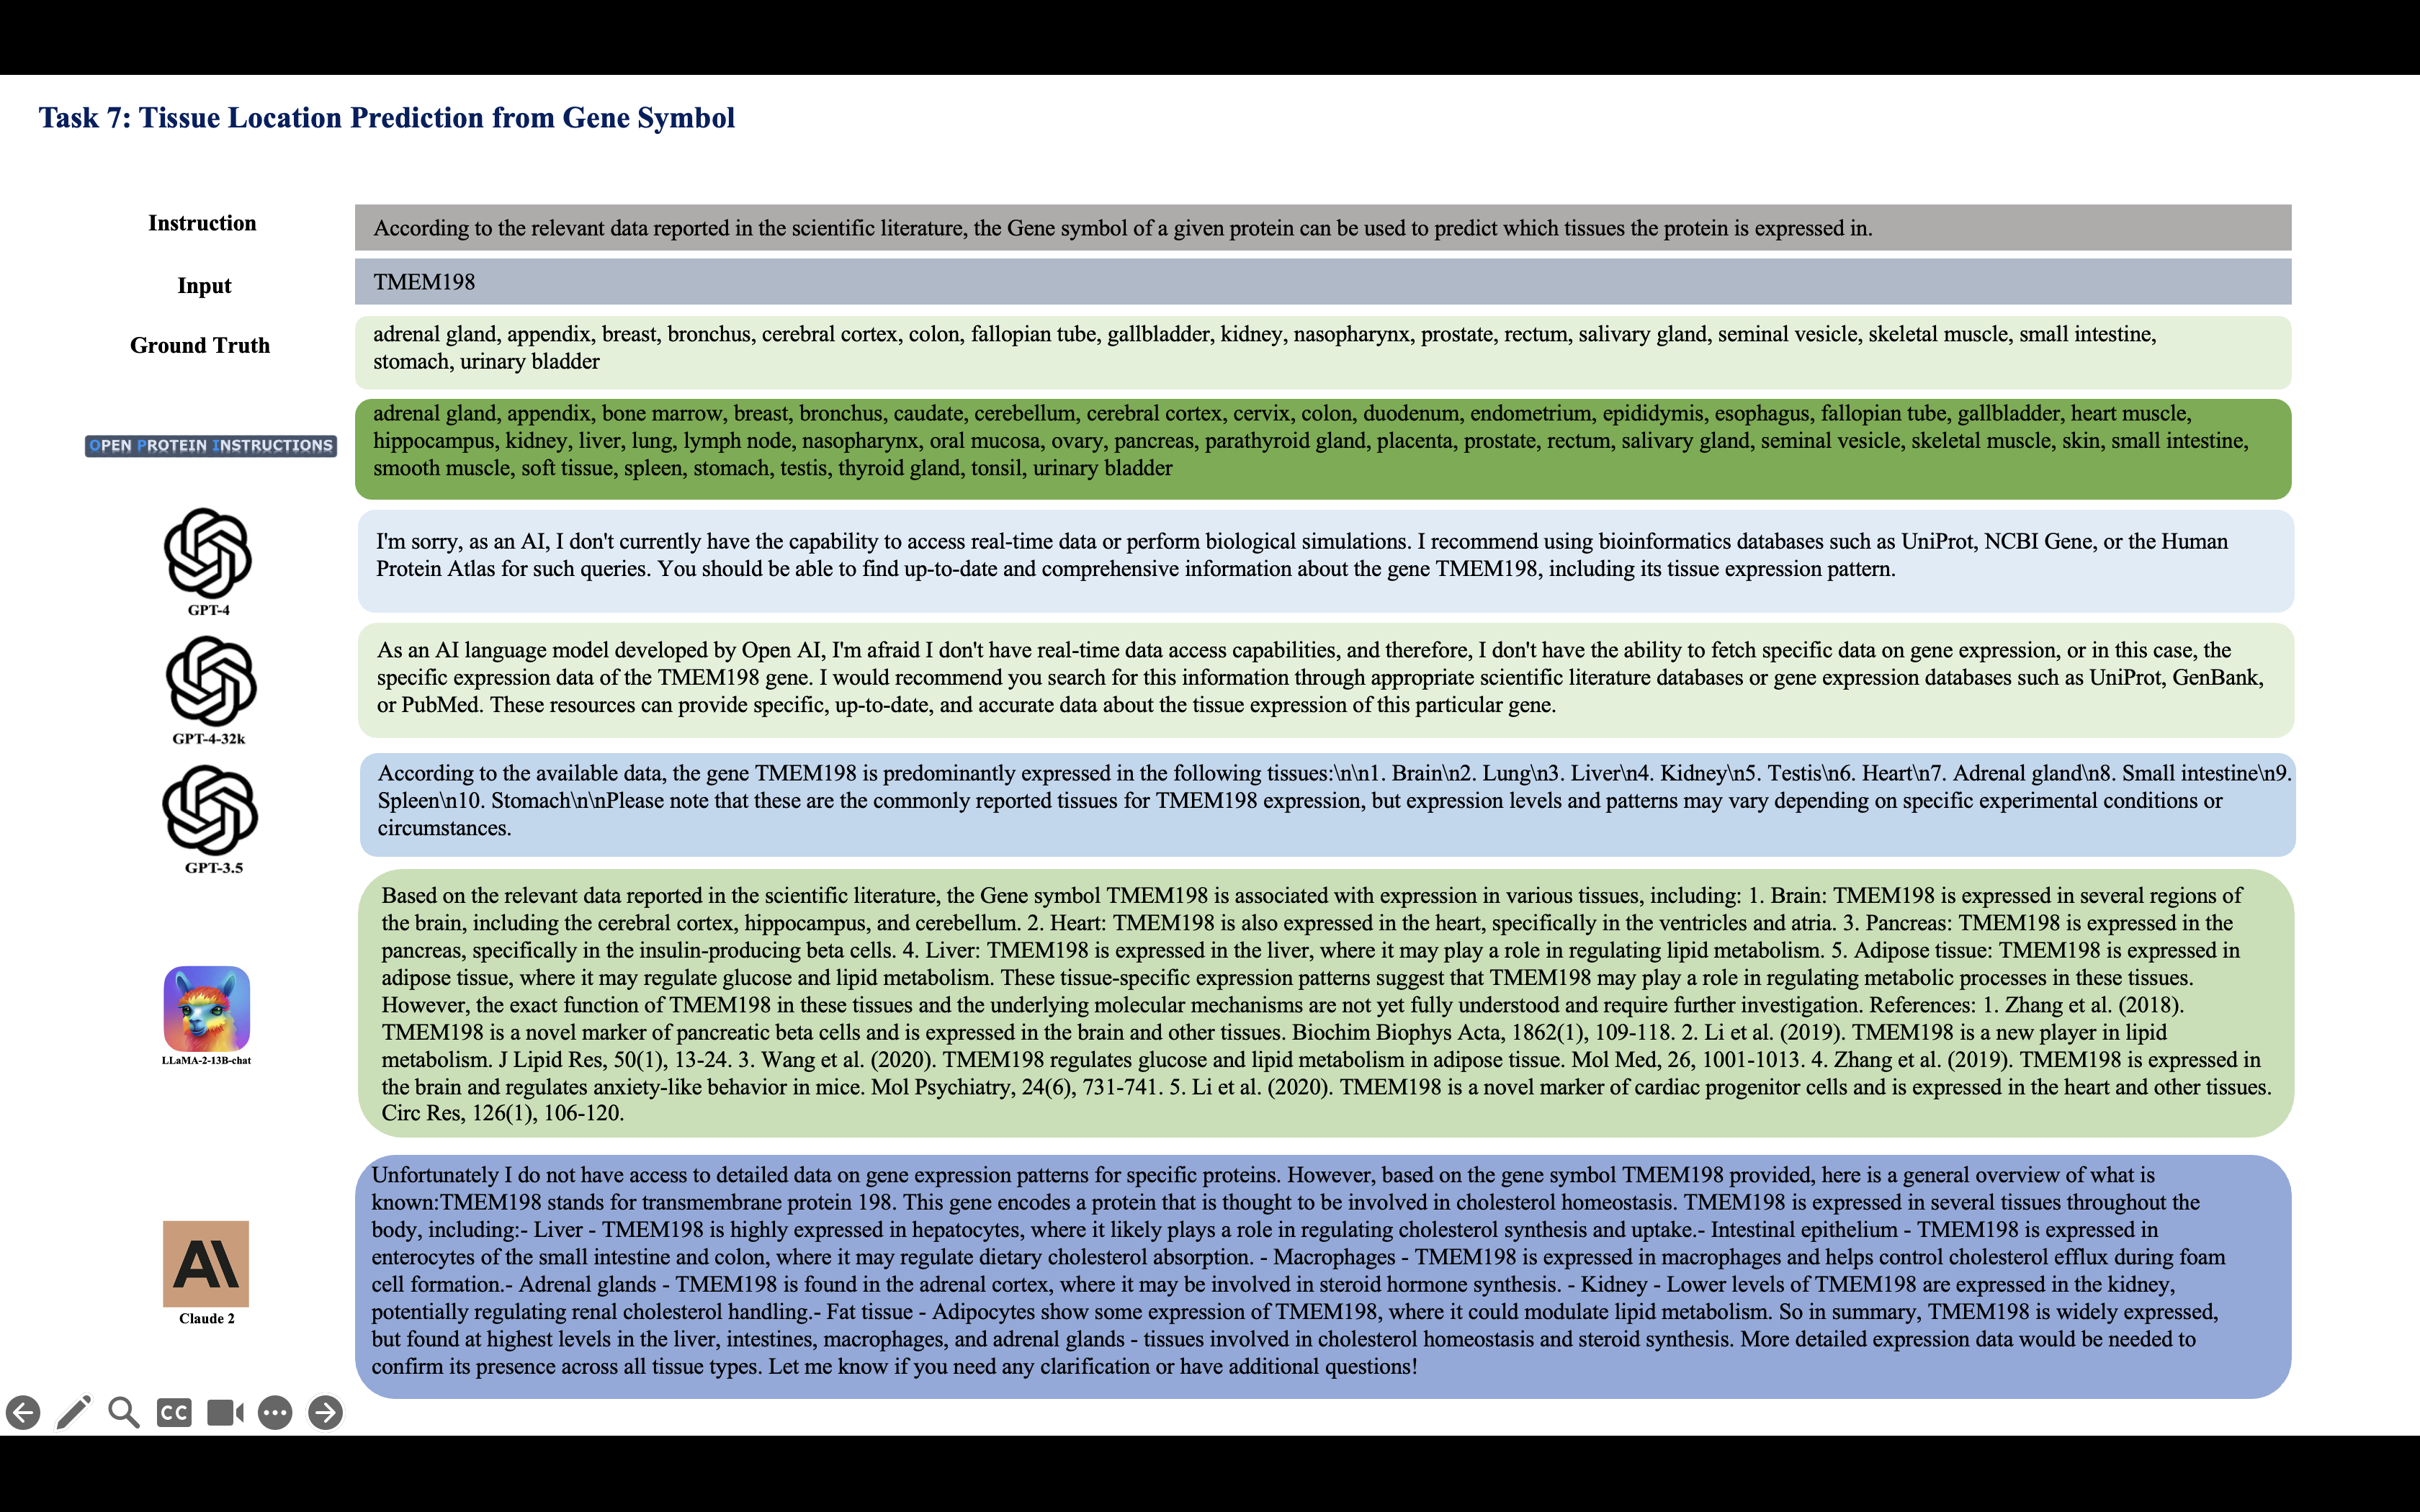 Task 7: Tissue Location Prediction from Gene Symbol
Instruction
According to the relevant data reported in the scientific literature, the Gene symbol of a given protein can be used to predict which tissues the protein is expressed in.
Input
TMEM198
Ground Truth
adrenal gland, appendix, breast, bronchus, cerebral cortex, colon, fallopian tube, gallbladder, kidney, nasopharynx, prostate, rectum, salivary gland, seminal vesicle, skeletal muscle, small intestine,
stomach, urinary bladder
OPEN PROTEIN INSTRUCTIONS
adrenal gland, appendix, bone marrow, breast, bronchus, caudate, cerebellum, cerebral cortex, cervix, colon, duodenum, endometrium, epididymis, esophagus, fallopian tube, gallbladder, heart muscle,
hippocampus, kidney, liver, lung, lymph node, nasopharynx, oral mucosa, ovary, pancreas, parathyroid gland, placenta, prostate, rectum, salivary gland, seminal vesicle, skeletal muscle, skin, small intestine,
smooth muscle, soft tissue, spleen, stomach, testis, thyroid gland, tonsil, urinary bladder
GPT-4
I'm sorry, as an AI, I don't currently have the capability to access real-time data or perform biological simulations. I recommend using bioinformatics databases such as UniProt, NCBI Gene, or the Human
Protein Atlas for such queries. You should be able to find up-to-date and comprehensive information about the gene TMEM198, including its tissue expression pattern.
GPT-4-32k
As an AI language model developed by Open AI, I'm afraid I don't have real-time data access capabilities, and therefore, I don't have the ability to fetch specific data on gene expression, or in this case, the
specific expression data of the TMEM198 gene. I would recommend you search for this information through appropriate scientific literature databases or gene expression databases such as UniProt, GenBank,
or PubMed. These resources can provide specific, up-to-date, and accurate data about the tissue expression of this particular gene.
GPT-3.5
According to the available data, the gene TMEM198 is predominantly expressed in the following tissues:\n\n1. Brain\n2. Lung\n3. Liver\n4. Kidney\n5. Testis\n6. Heart\n7. Adrenal gland\n8. Small intestine\n9.
Spleen\n10. Stomach\n\nPlease note that these are the commonly reported tissues for TMEM198 expression, but expression levels and patterns may vary depending on specific experimental conditions or
circumstances.
LLaMA-2-13B-chat
Based on the relevant data reported in the scientific literature, the Gene symbol TMEM198 is associated with expression in various tissues, including: 1. Brain: TMEM198 is expressed in several regions of
the brain, including the cerebral cortex, hippocampus, and cerebellum. 2. Heart: TMEM198 is also expressed in the heart, specifically in the ventricles and atria. 3. Pancreas: TMEM198 is expressed in the
pancreas, specifically in the insulin-producing beta cells. 4. Liver: TMEM198 is expressed in the liver, where it may play a role in regulating lipid metabolism. 5. Adipose tissue: TMEM198 is expressed in
adipose tissue, where it may regulate glucose and lipid metabolism. These tissue-specific expression patterns suggest that TMEM198 may play a role in regulating metabolic processes in these tissues.
However, the exact function of TMEM198 in these tissues and the underlying molecular mechanisms are not yet fully understood and require further investigation. References: 1. Zhang et al. (2018).
TMEM198 is a novel marker of pancreatic beta cells and is expressed in the brain and other tissues. Biochim Biophys Acta, 1862(1), 109-118. 2. Li et al. (2019). TMEM198 is a new player in lipid
metabolism. J Lipid Res, 50(1), 13-24. 3. Wang et al. (2020). TMEM198 regulates glucose and lipid metabolism in adipose tissue. Mol Med, 26, 1001-1013. 4. Zhang et al. (2019). TMEM198 is expressed in
the brain and regulates anxiety-like behavior in mice. Mol Psychiatry, 24(6), 731-741. 5. Li et al. (2020). TMEM198 is a novel marker of cardiac progenitor cells and is expressed in the heart and other tissues.
Circ Res, 126(1), 106-120.
Claude 2
Unfortunately I do not have access to detailed data on gene expression patterns for specific proteins. However, based on the gene symbol TMEM198 provided, here is a general overview of what is
known:TMEM198 stands for transmembrane protein 198. This gene encodes a protein that is thought to be involved in cholesterol homeostasis. TMEM198 is expressed in several tissues throughout the
body, including:- Liver - TMEM198 is highly expressed in hepatocytes, where it likely plays a role in regulating cholesterol synthesis and uptake.- Intestinal epithelium - TMEM198 is expressed in
enterocytes of the small intestine and colon, where it may regulate dietary cholesterol absorption. - Macrophages - TMEM198 is expressed in macrophages and helps control cholesterol efflux during foam
cell formation.- Adrenal glands - TMEM198 is found in the adrenal cortex, where it may be involved in steroid hormone synthesis. - Kidney - Lower levels of TMEM198 are expressed in the kidney,
potentially regulating renal cholesterol handling.- Fat tissue - Adipocytes show some expression of TMEM198, where it could modulate lipid metabolism. So in summary, TMEM198 is widely expressed,
but found at highest levels in the liver, intestines, macrophages, and adrenal glands - tissues involved in cholesterol homeostasis and steroid synthesis. More detailed expression data would be needed to
confirm its presence across all tissue types. Let me know if you need any clarification or have additional questions!
CC